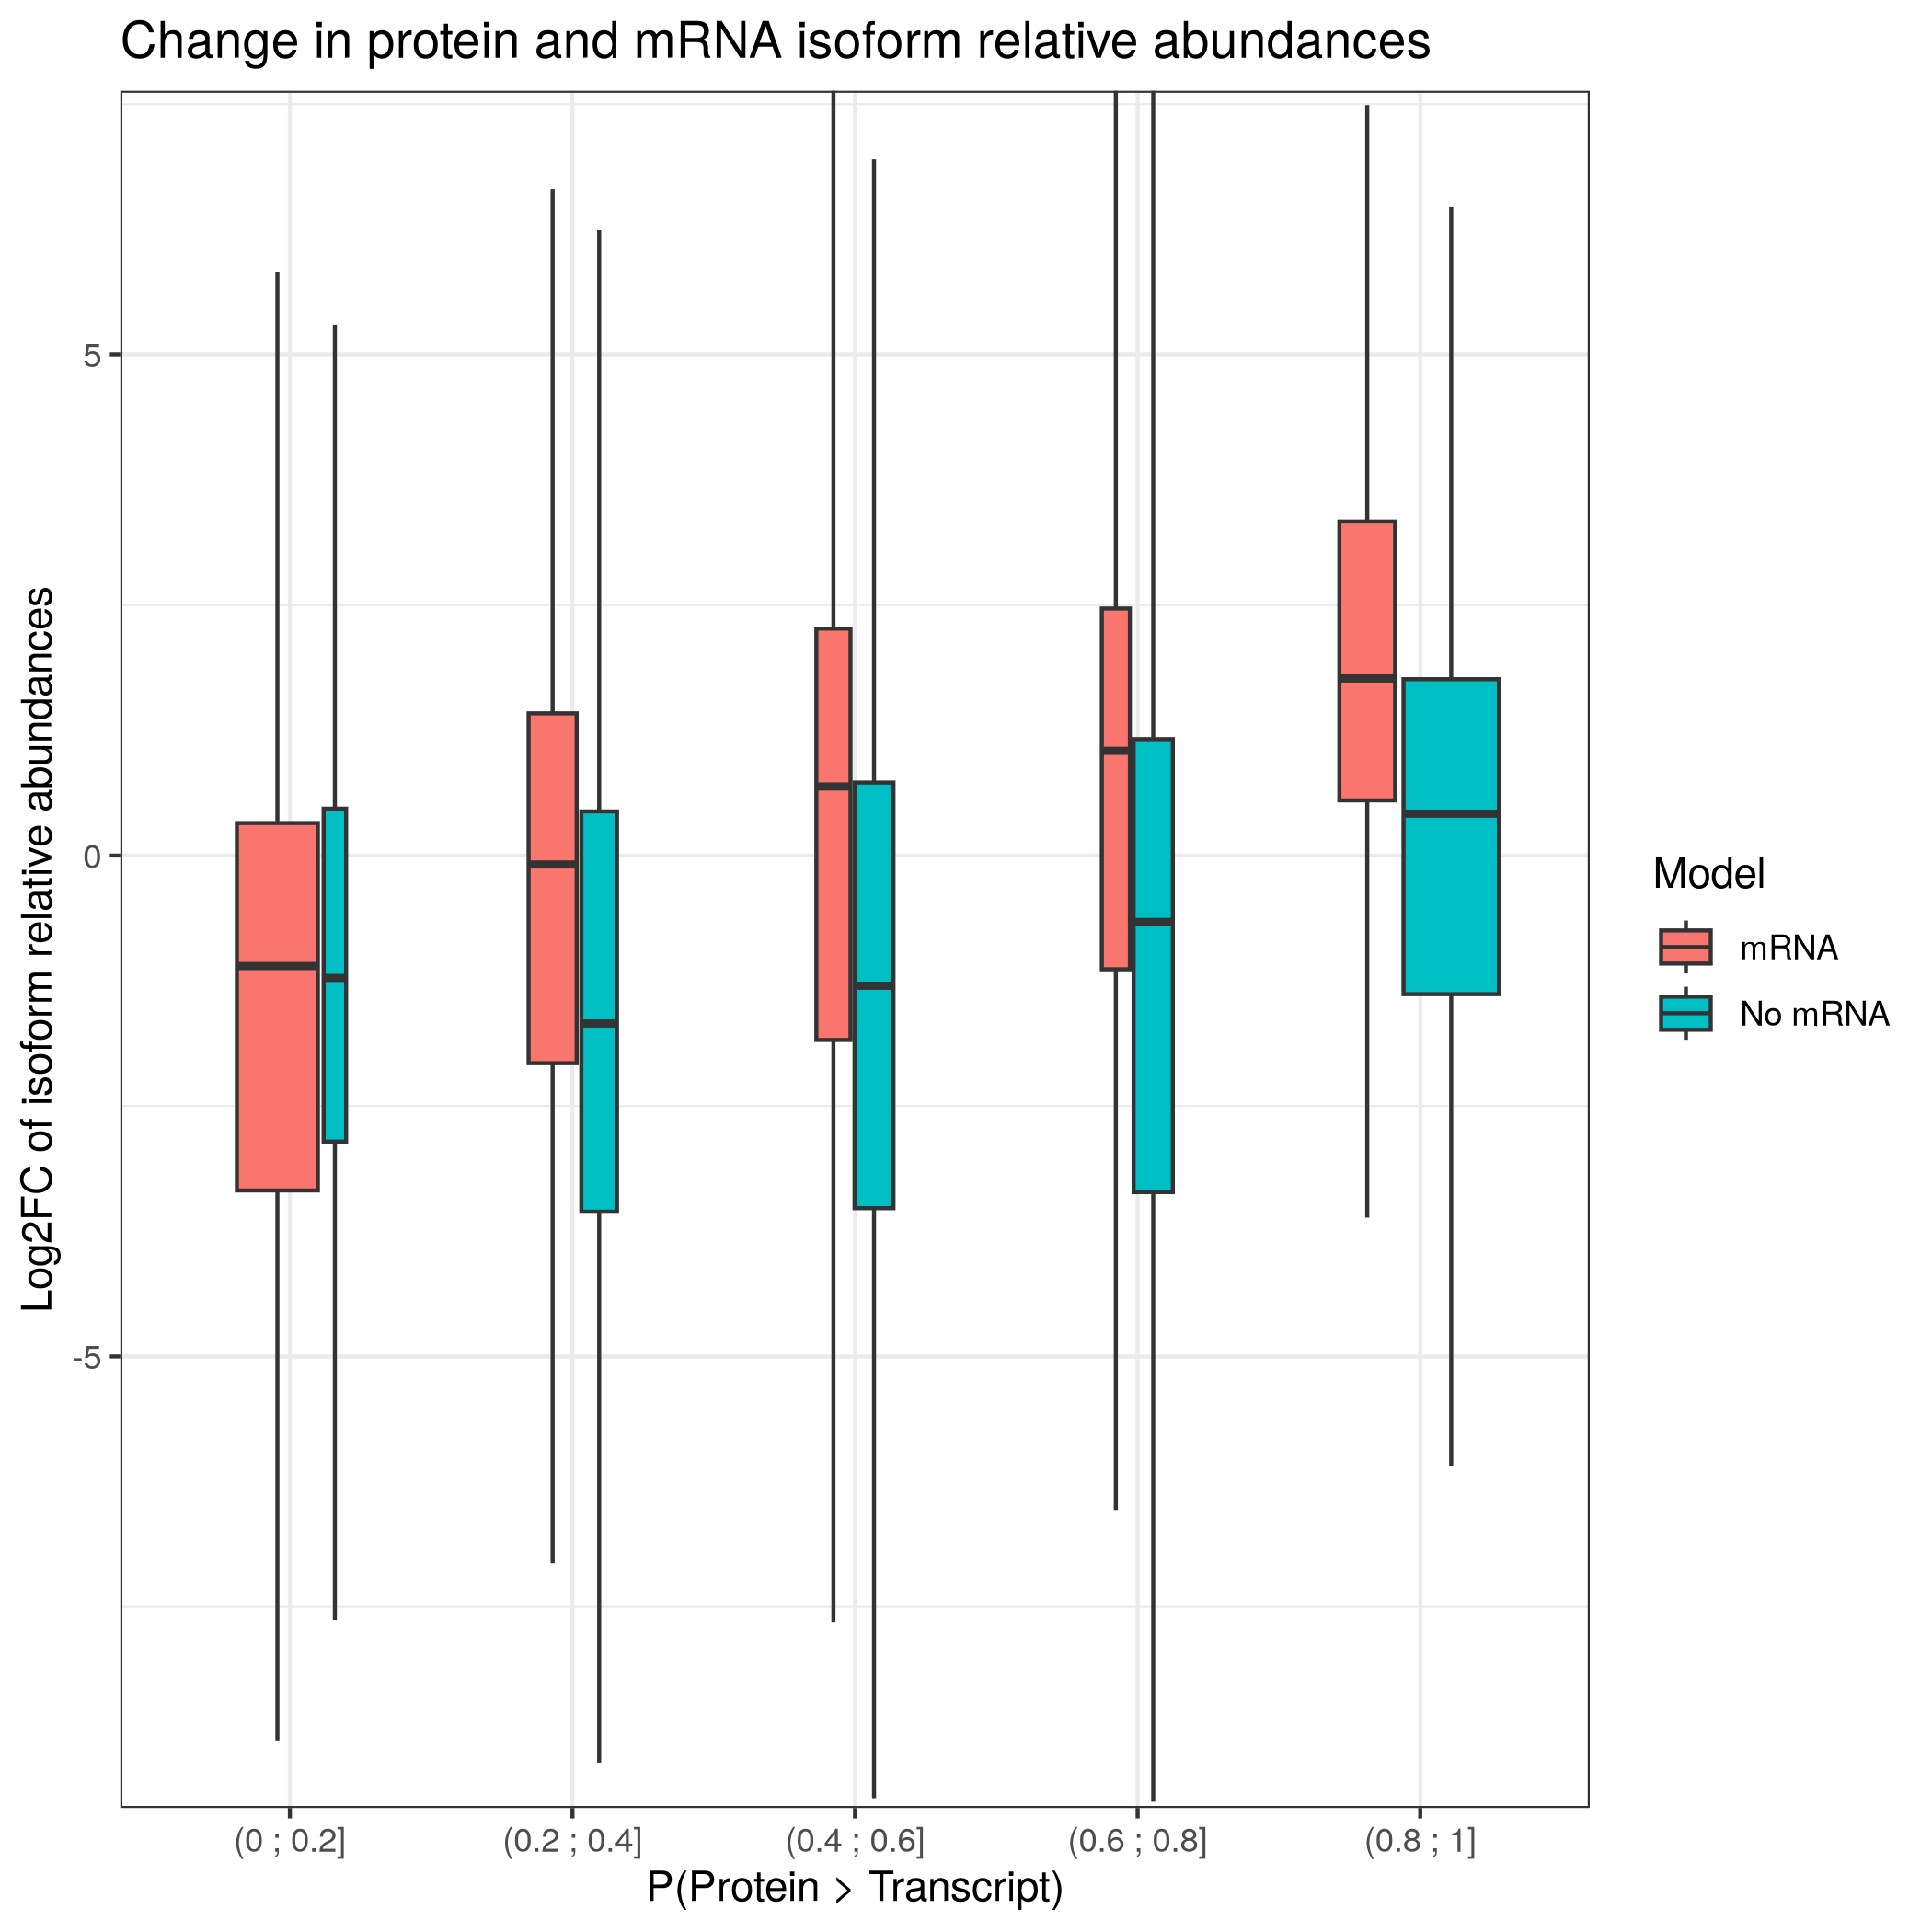 Change in protein and mRNA isoform relative abundances
Log2FC of isoform relative abundances
5
0
-5
(0 ; 0.2]
(0.2 ; 0.4]
(0.4 ; 0.6]
(0.6 ; 0.8]
(0.8 ; 1]
P(Protein > Transcript)
Model
mRNA
No mRNA